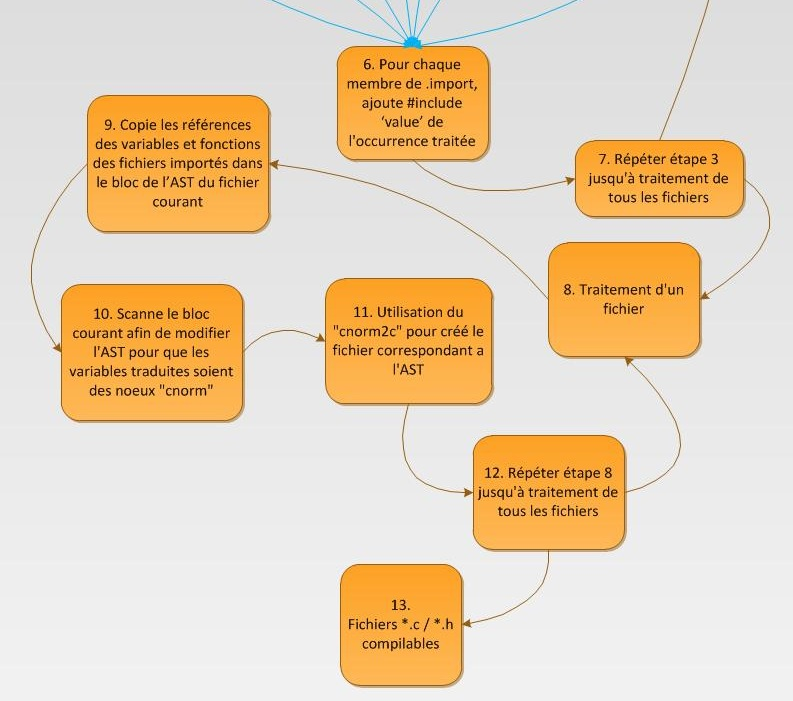 6. Pour chaque
membre de .import,
ajoute #include
‘value’ de
l'occurrence traitée
7. Répéter étape 3
jusqu'à traitement de
tous les fichiers
8. Traitement d'un
fichier
9. Copie les références
des variables et fonctions
des fichiers importés dans
le bloc de l’AST du fichier
courant
10. Scanne le bloc
courant afin de modifier
l'AST pour que les
variables traduites soient
des noeux "cnorm"
11. Utilisation du
"cnorm2c" pour créé le
fichier correspondant a
l'AST
12. Répéter étape 8
jusqu'à traitement de
tous les fichiers
13.
Fichiers *.c / *.h
compilables